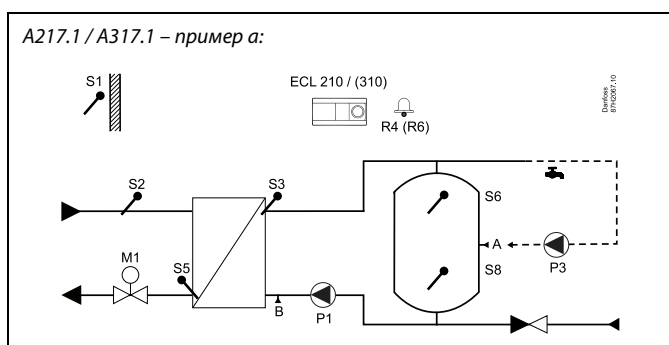 A217.1 / A317.1 – пример a:
S1
ECL 210 / (310)
R4 (R6)
Danfoss
87H2067.10
S2
S3
S6
A
S8
P3
M1
S5
B
P1